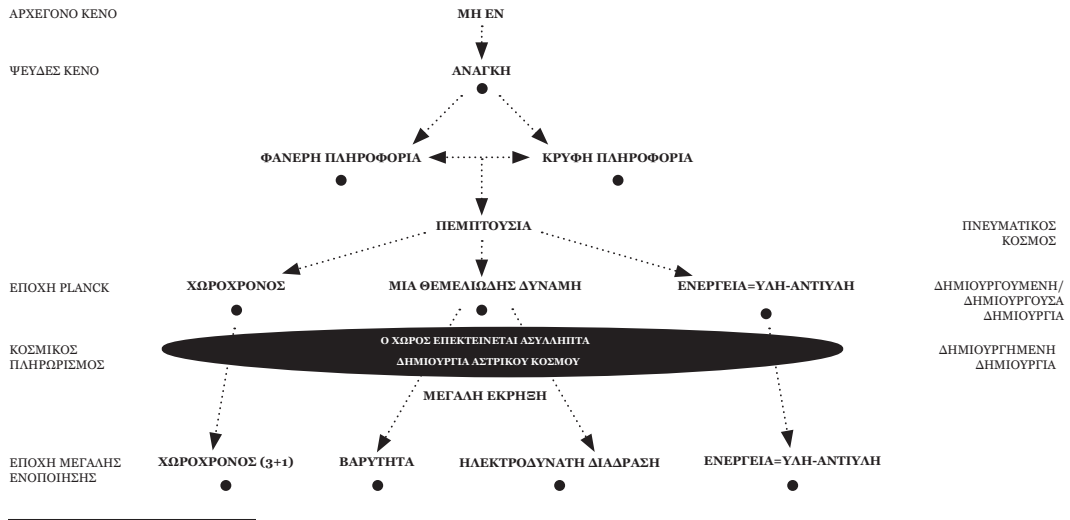 ΑΡΧΕΓΟΝΟ ΚΕΝΟ
ΜΗ ΕΝ
ΨΕΥΔΕΣ ΚΕΝΟ
ΑΝΑΓΚΗ
ΦΑΝΕΡΗ ΠΛΗΡΟΦΟΡΙΑ
ΚΡΥΦΗ ΠΛΗΡΟΦΟΡΙΑ
ΠΕΜΠΤΟΥΣΙΑ
ΠΝΕΥΜΑΤΙΚΟΣ
ΚΟΣΜΟΣ
ΕΠΟΧΗ PLANCK
ΧΩΡΟΧΡΟΝΟΣ
ΜΙΑ ΘΕΜΕΛΙΩΔΗΣ ΔΥΝΑΜΗ
ΕΝΕΡΓΕΙΑ=ΥΛΗ-ΑΝΤΙΥΛΗ
ΔΗΜΙΟΥΡΓΟΥΜΕΝΗ/
ΔΗΜΙΟΥΡΓΟΥΣΑ
ΔΗΜΙΟΥΡΓΙΑ
ΚΟΣΜΙΚΟΣ
ΠΛΗΡΩΡΙΣΜΟΣ
Ο ΧΩΡΟΣ ΕΠΕΚΤΕΙΝΕΤΑΙ ΑΣΥΛΛΗΠΤΑ
ΔΗΜΙΟΥΡΓΙΑ ΑΣΤΡΙΚΟΥ ΚΟΣΜΟΥ
ΔΗΜΙΟΥΡΓΗΜΕΝΗ
ΔΗΜΙΟΥΡΓΙΑ
ΜΕΓΑΛΗ ΕΚΡΗΞΗ
ΕΠΟΧΗ ΜΕΓΑΛΗΣ
ΕΝΟΠΟΙΗΣΗΣ
ΧΩΡΟΧΡΟΝΟΣ (3+1)
ΒΑΡΥΤΗΤΑ
ΗΛΕΚΤΡΟΔΥΝΑΤΗ ΔΙΑΔΡΑΣΗ
ΕΝΕΡΓΕΙΑ=ΥΛΗ-ΑΝΤΙΥΛΗ